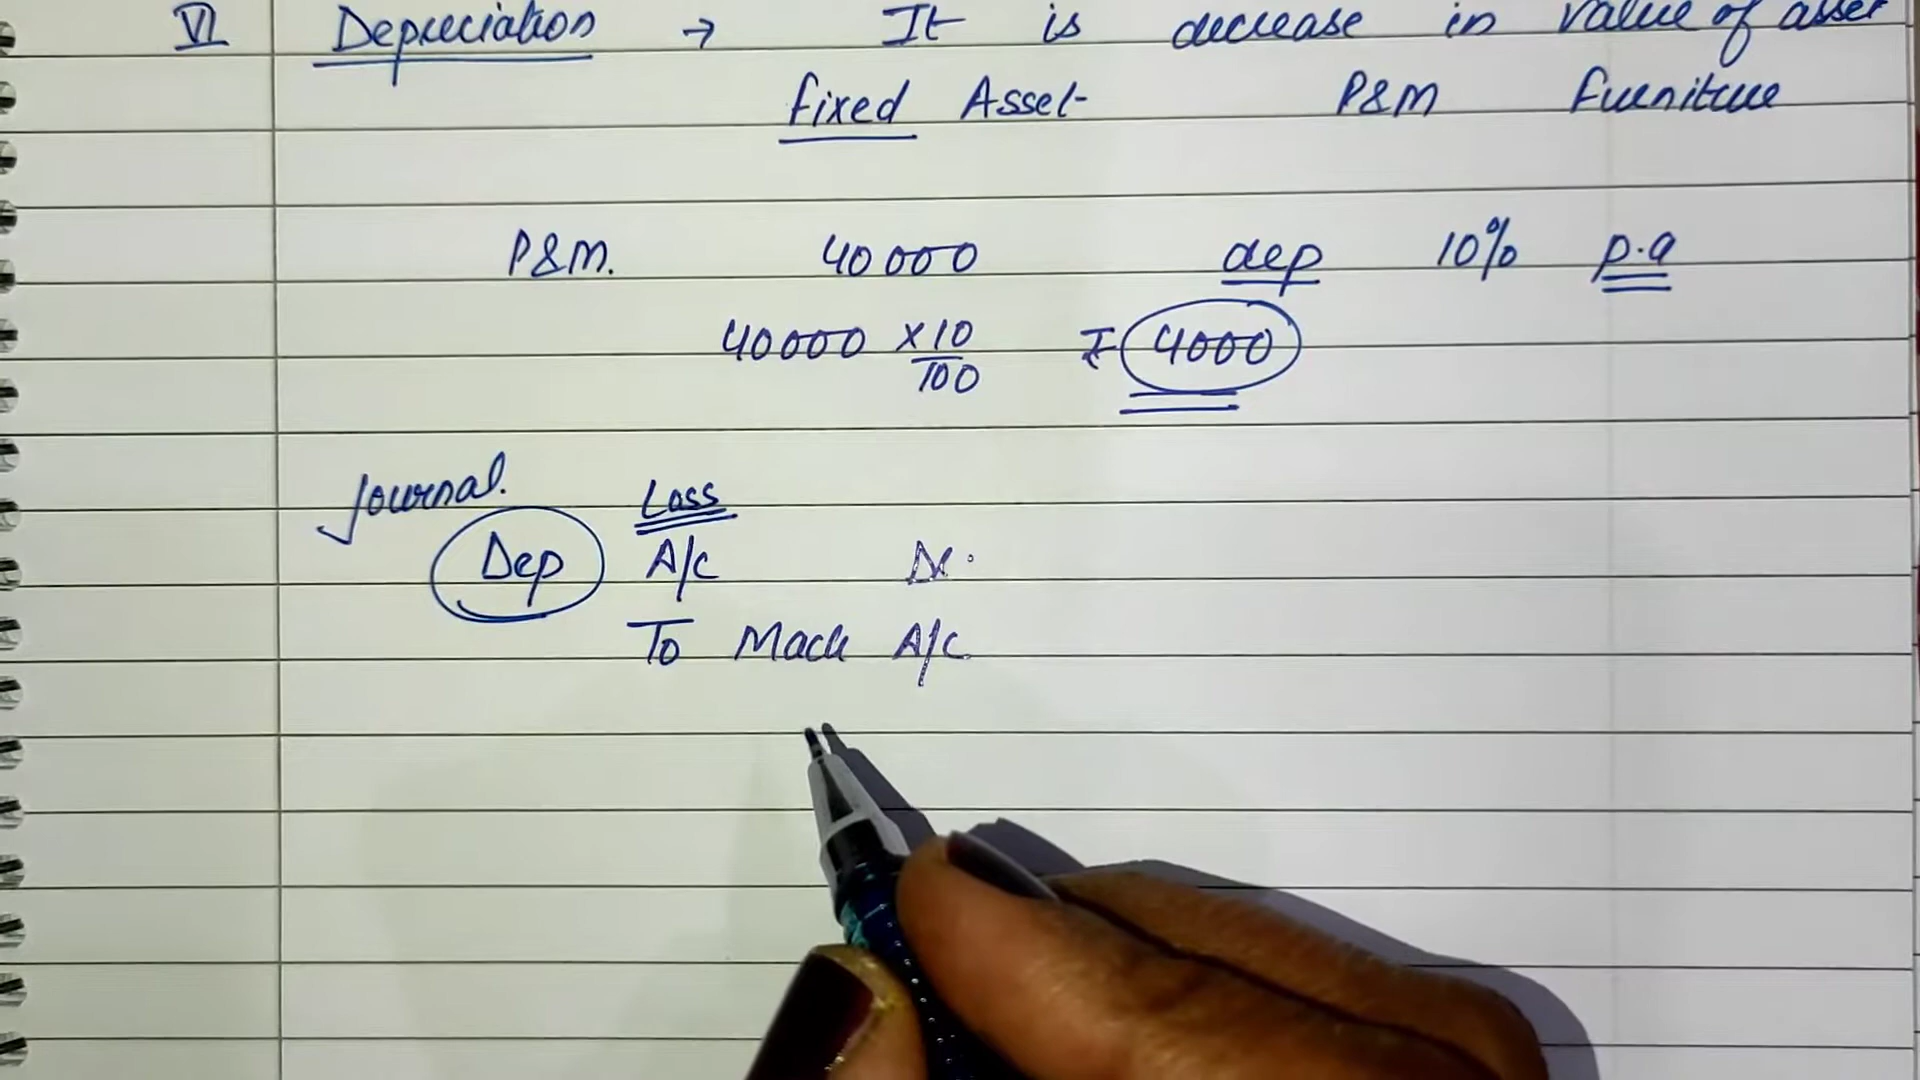 VI Depreciation → It is decrease in value of asset
Fixed Asset P&M Furniture
P&M. 40000 dep 10% p.a
40000 × 10/100 = 4000
Journal.
Loss
Dep A/c Dr.
To Mach A/c